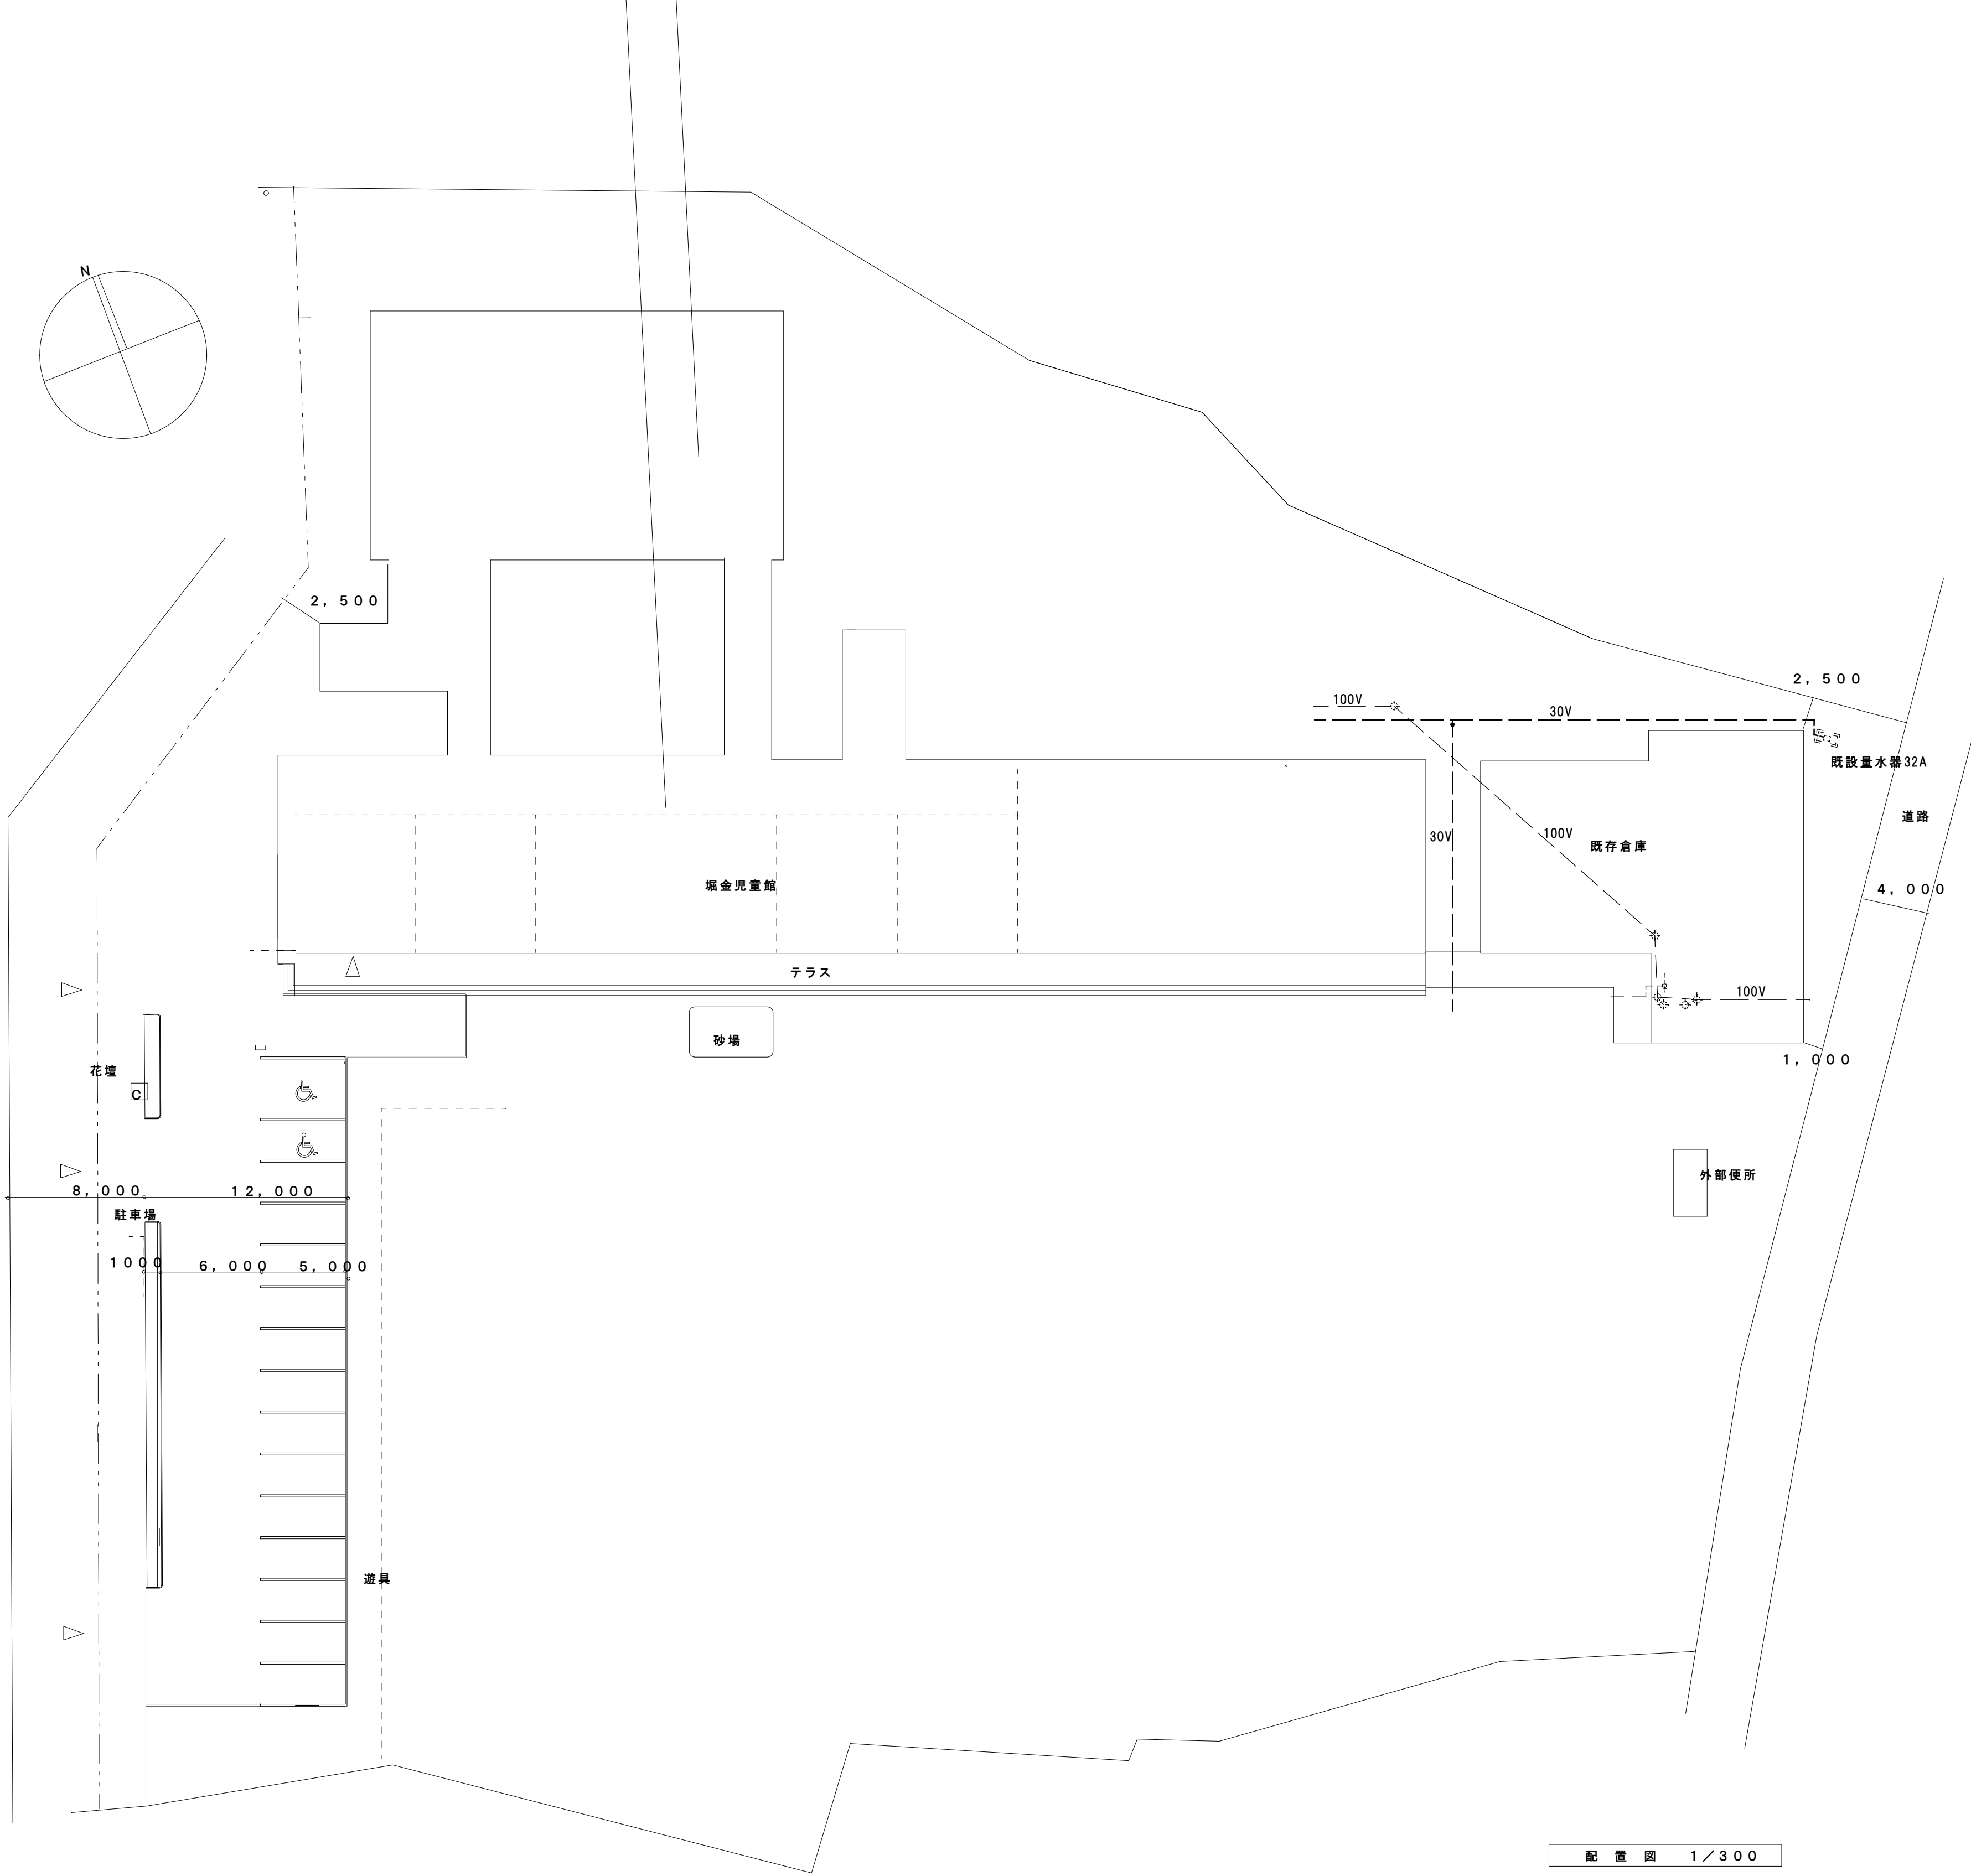 N
2,500
2,500
100V
30V
既設量水器32A
道路
30V
100V
既存倉庫
堀金児童館
4,000
テラス
100V
砂場
1,000
花壇
C
外部便所
8,000
12,000
駐車場
1000
6,000
5,000
遊具
配置図 1/300